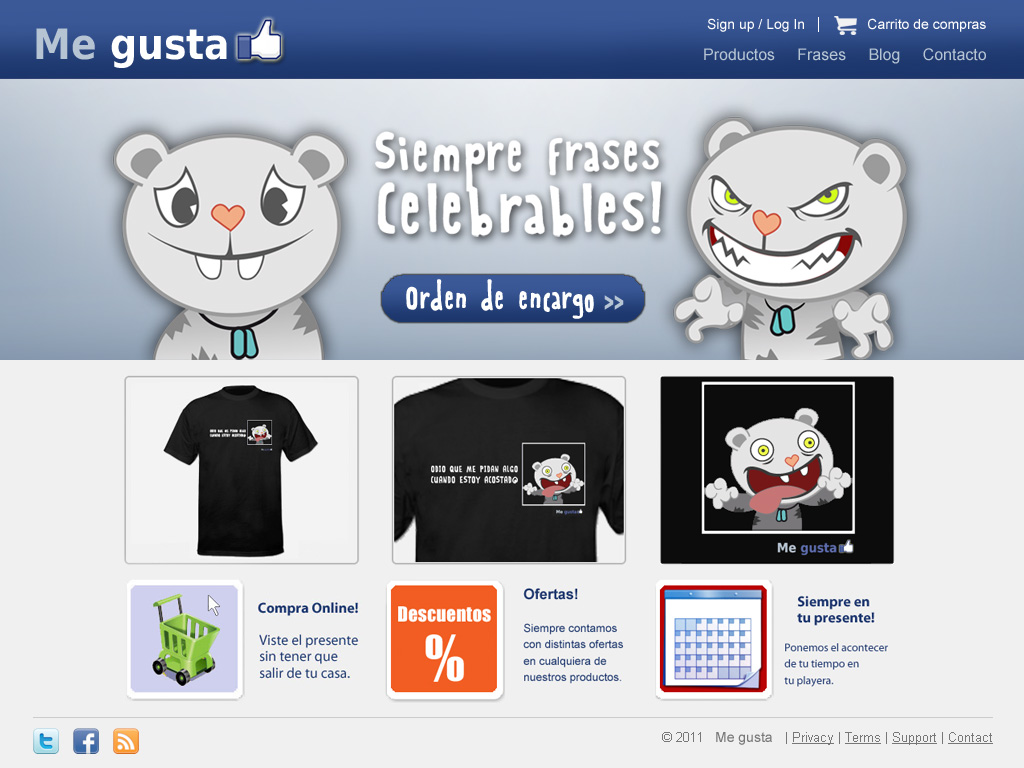 Me gusta
Sign up / Log In | Carrito de compras
Productos Frases Blog Contacto
Siempre frases
Celebrables!
Orden de encargo >>
ODIO QUE ME PIDAN ALGO
CUANDO ESTOY ACOSTADO
Me gusta
ODIO QUE ME PIDAN ALGO
CUANDO ESTOY ACOSTADO
Me gusta
Me gusta
Compra Online!
Viste el presente
sin tener que
salir de tu casa.
Descuentos
%
Ofertas!
Siempre contamos
con distintas ofertas
en cualquiera de
nuestros productos.
Siempre en
tu presente!
Ponemos el acontecer
de tu tiempo en
tu playera.
© 2011 Me gusta | Privacy | Terms | Support | Contact